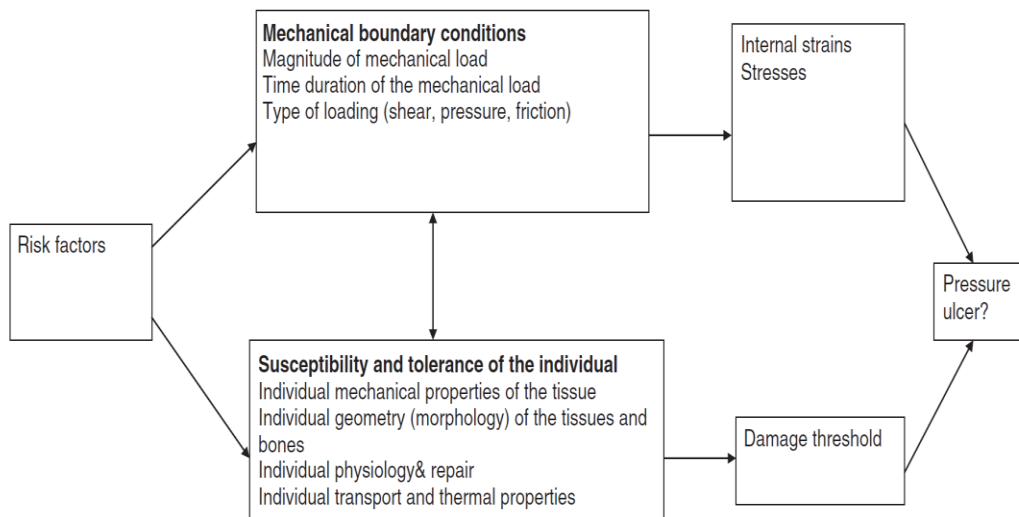 Mechanical boundary conditions
Magnitude of mechanical load
Time duration of the mechanical load
Type of loading (shear, pressure, friction)
Internal strains
Stresses
Risk factors
Pressure
ulcer?
Susceptibility and tolerance of the individual
Individual mechanical properties of the tissue
Individual geometry (morphology) of the tissues and
bones
Individual physiology& repair
Individual transport and thermal properties
Damage threshold